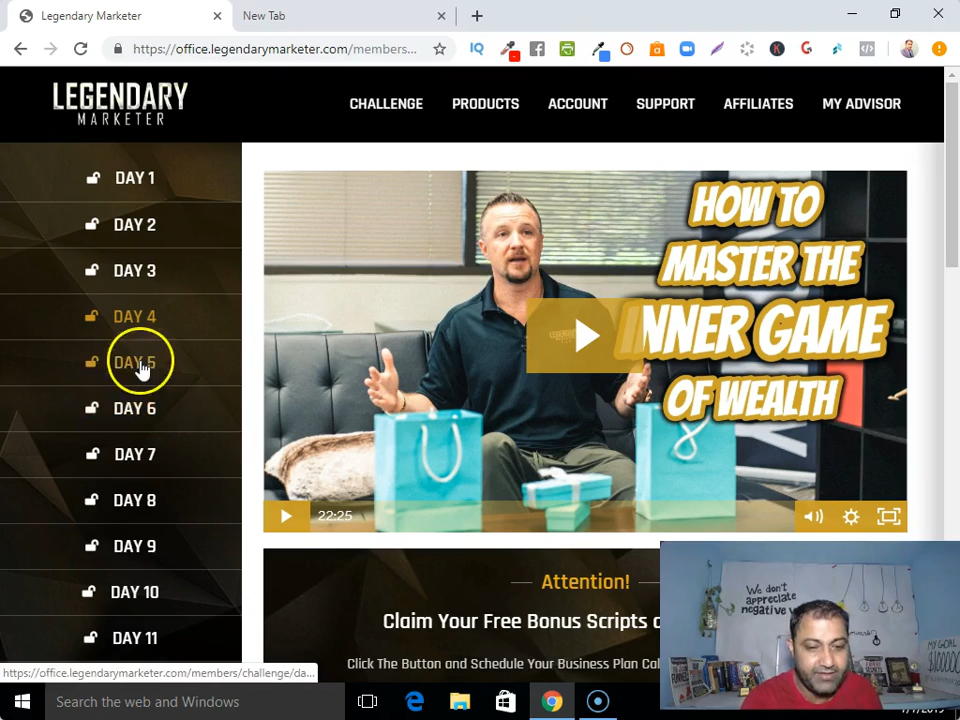 Legendary Marketer
New Tab
https://office.legendarymarketer.com/members...
LEGENDARY
MARKETER
CHALLENGE
PRODUCTS
ACCOUNT
SUPPORT
AFFILIATES
MY ADVISOR
DAY 1
DAY 2
DAY 3
DAY 4
DAY 5
DAY 6
DAY 7
DAY 8
DAY 9
DAY 10
DAY 11
HOW TO
MASTER THE
INNER GAME
OF WEALTH
22:25
Attention!
Claim Your Free Bonus Scripts
Click The Button and Schedule Your Business Plan
We don't
appreciate
negative
MY GOAL
https://office.legendarymarketer.com/members/challenge/da...
Search the web and Windows